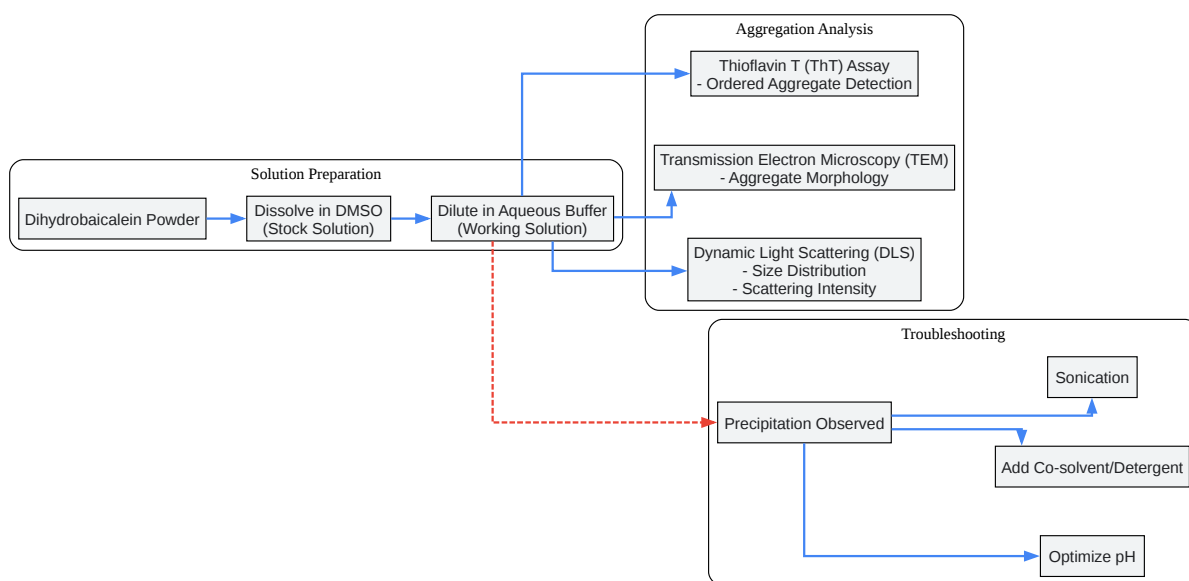 Solution Preparation
Dihydrobaicalein Powder
Dissolve in DMSO
(Stock Solution)
Dilute in Aqueous Buffer
(Working Solution)
Aggregation Analysis
Thioflavin T (ThT) Assay
- Ordered Aggregate Detection
Transmission Electron Microscopy (TEM)
- Aggregate Morphology
Dynamic Light Scattering (DLS)
- Size Distribution
- Scattering Intensity
Troubleshooting
Precipitation Observed
Sonication
Add Co-solvent/Detergent
Optimize pH